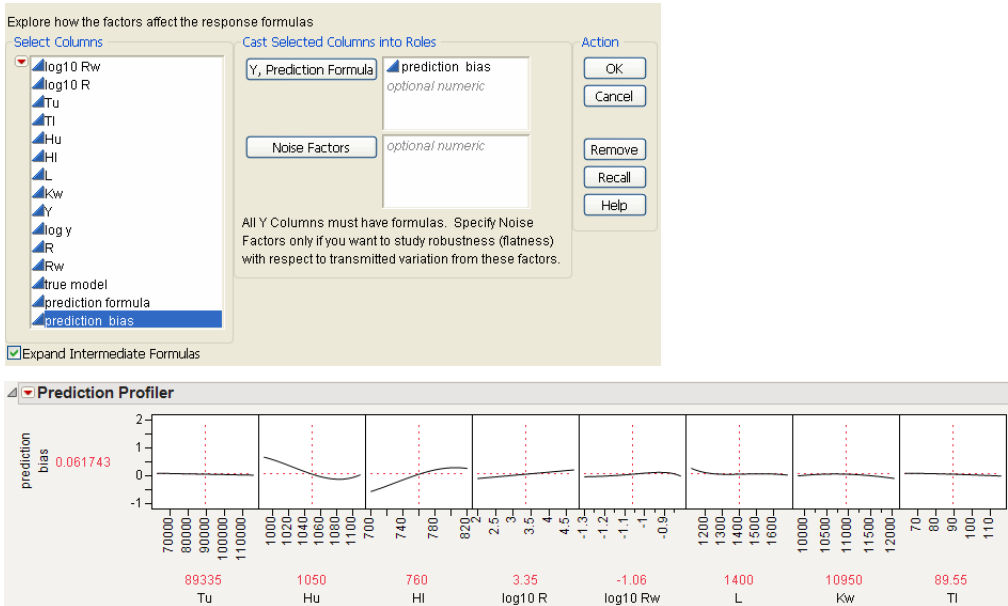 Explore how the factors affect the response formulas
Select Columns
log10 Rw
log10 R
Tu
Tl
Hu
Hl
L
Kw
Y
log y
R
Rw
true model
prediction formula
prediction bias
Cast Selected Columns into Roles
Y, Prediction Formula
prediction bias
optional numeric
Noise Factors
optional numeric
All Y Columns must have formulas. Specify Noise
Factors only if you want to study robustness (flatness)
with respect to transmitted variation from these factors.
Action
OK
Cancel
Remove
Recall
Help
Expand Intermediate Formulas
Prediction Profiler
prediction
bias
0.061743
2
1
0
-1
70000 80000 90000 100000 110000
1000 1020 1040 1060 1080 1100
700 740 780 820
2 2.5 3 3.5 4 4.5
-1.3 -1.2 -1.1 -1 -0.9
1200 1300 1400 1500 1600
10000 10500 11000 11500 12000
70 80 90 100 110
89335 1050 760 3.35 -1.06 1400 10950 89.55
Tu Hu Hl log10 R log10 Rw L Kw Tl